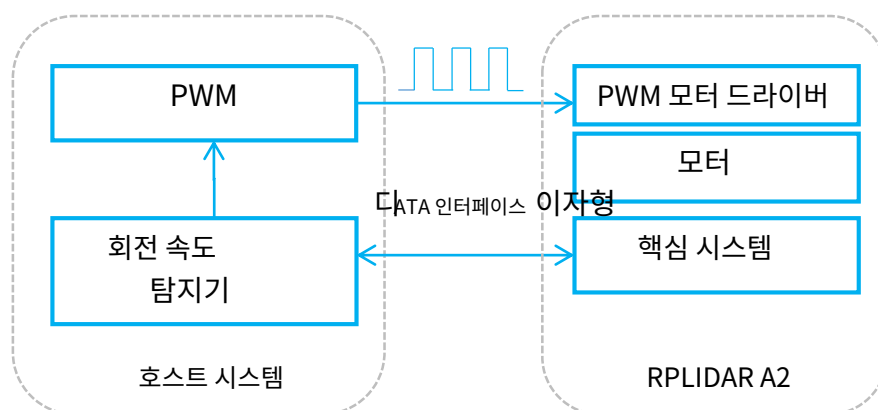 PWM
PWM 모터 드라이버
모터
디ATA 인터페이스 이자형
회전 속도
탐지기
핵심 시스템
호스트 시스템
RPLIDAR A2